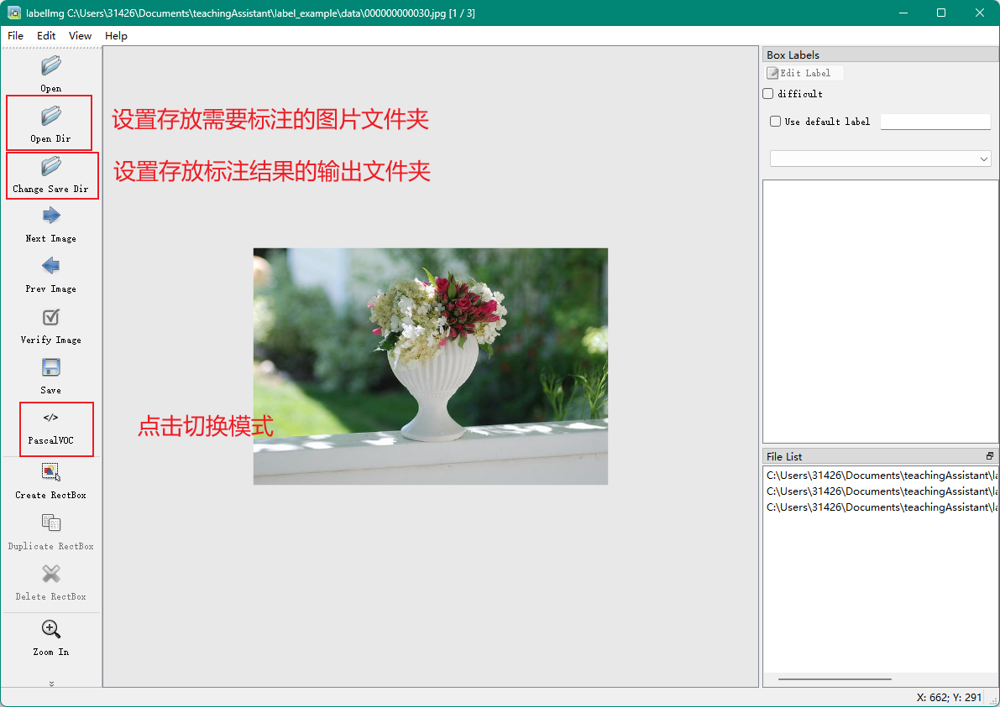 labelImg C:\Users\31426\Documents\teachingAssistant\label_example\data\000000000030.jpg [1 / 3]
File Edit View Help
Open
Open Dir
Change Save Dir
Next Image
Prev Image
Verify Image
Save
</>
PascalVOC
Create RectBox
Duplicate RectBox
Delete RectBox
Zoom In
设置存放需要标注的图片文件夹
设置存放标注结果的输出文件夹
点击切换模式
Box Labels
Edit Label
difficult
Use default label
File List
C:\Users\31426\Documents\teachingAssistant\la
C:\Users\31426\Documents\teachingAssistant\la
C:\Users\31426\Documents\teachingAssistant\la
X: 662; Y: 291